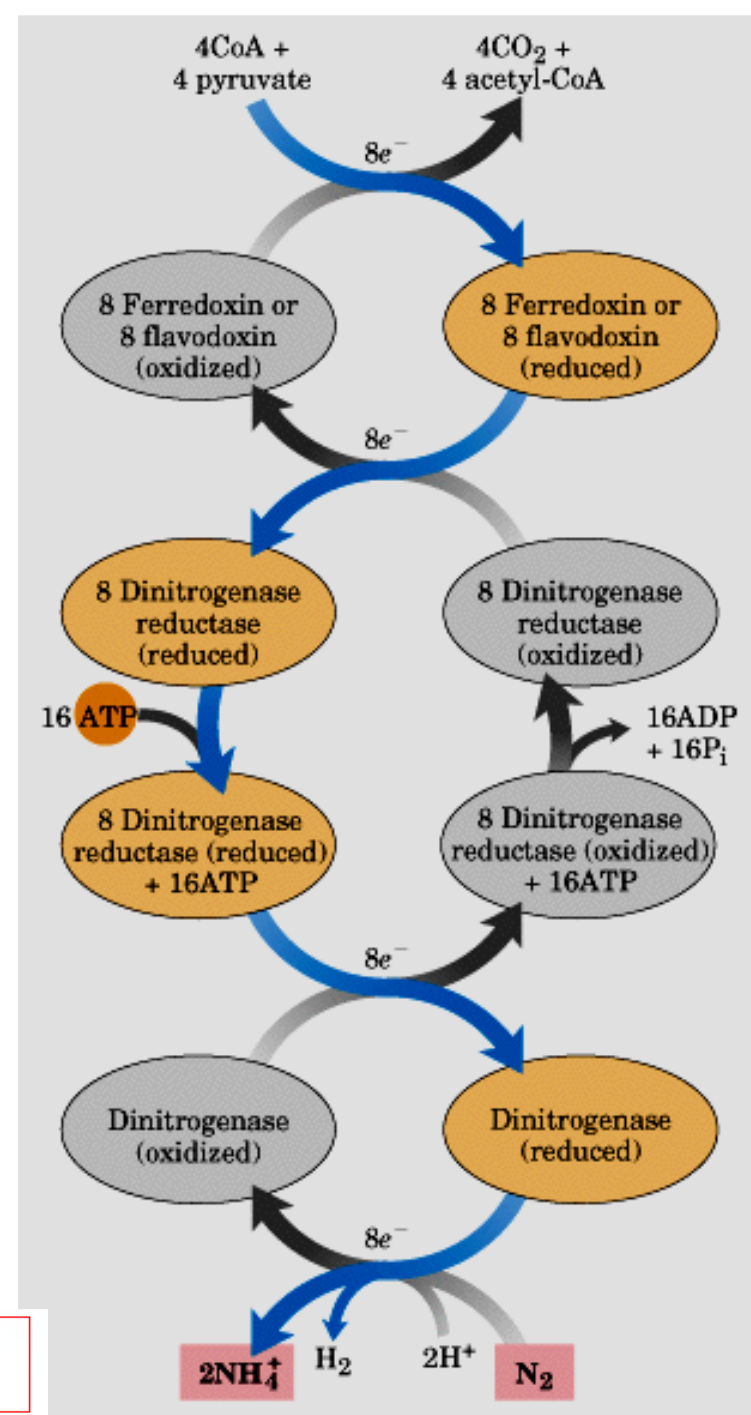 4CoA +
4 pyruvate
4CO₂ +
4 acetyl-CoA
8e⁻
8 Ferredoxin or
8 flavodoxin
(oxidized)
8 Ferredoxin or
8 flavodoxin
(reduced)
8e⁻
8 Dinitrogenase
reductase
(reduced)
8 Dinitrogenase
reductase
(oxidized)
16 ATP
16ADP
+ 16Pᵢ
8 Dinitrogenase
reductase (reduced)
+ 16ATP
8 Dinitrogenase
reductase (oxidized)
+ 16ATP
8e⁻
Dinitrogenase
(oxidized)
Dinitrogenase
(reduced)
8e⁻
2NH₄⁺
H₂
2H⁺
N₂